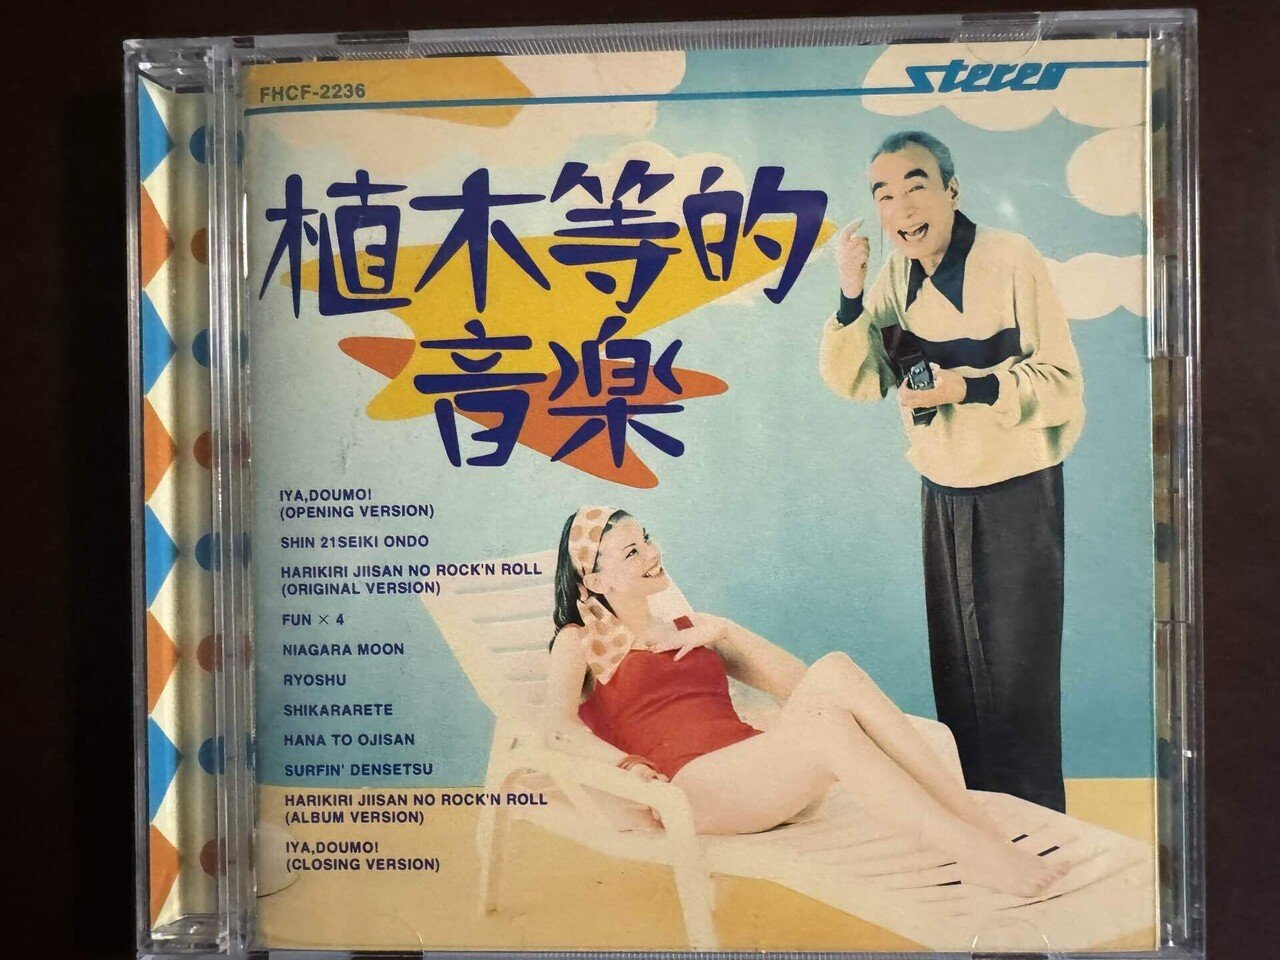 FHCF-2236
stereo
植木等的
音楽
IYA,DOUMO!
(OPENING VERSION)
SHIN 21SEIKI ONDO
HARIKIRI JIISAN NO ROCK'N ROLL
(ORIGINAL VERSION)
FUN × 4
NIAGARA MOON
RYOSHU
SHIKARARETE
HANA TO OJISAN
SURFIN' DENSETSU
HARIKIRI JIISAN NO ROCK'N ROLL
(ALBUM VERSION)
IYA,DOUMO!
(CLOSING VERSION)